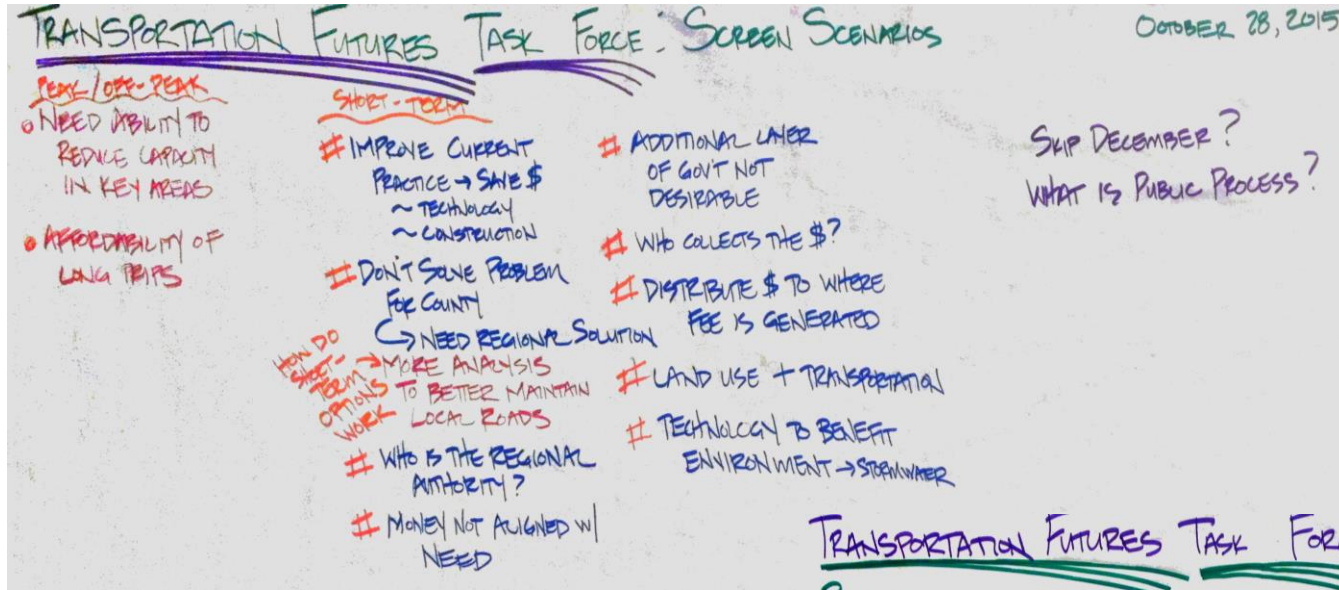 TRANSPORTATION FUTURES TASK FORCE: SCREEN SCENARIOS
OCTOBER 28, 2015
PEAK/OFF-PEAK
• NEED ABILITY TO
REDUCE CAPACITY
IN KEY AREAS
• AFFORDABILITY OF
LONG TRIPS
SHORT-TERM
# IMPROVE CURRENT
PRACTICE → SAVE $
~ TECHNOLOGY
~ CONSTRUCTION
# DON'T SOLVE PROBLEM
FOR COUNTY
↳ NEED REGIONAL SOLUTION
HOW DO
SHORT-
TERM
OPTIONS
WORK
→ MORE ANALYSIS
TO BETTER MAINTAIN
LOCAL ROADS
# WHO IS THE REGIONAL
AUTHORITY?
# MONEY NOT ALIGNED W/
NEED
# ADDITIONAL LAYER
OF GOV'T NOT
DESIRABLE
# WHO COLLECTS THE $?
# DISTRIBUTE $ TO WHERE
FEE IS GENERATED
# LAND USE + TRANSPORTATION
# TECHNOLOGY TO BENEFIT
ENVIRONMENT → STORMWATER
SKIP DECEMBER?
WHAT IS PUBLIC PROCESS?
TRANSPORTATION FUTURES TASK FOR